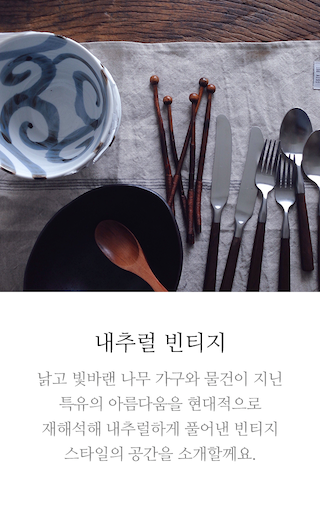 내추럴 빈티지
낡고 빛바랜 나무 가구와 물건이 지닌
특유의 아름다움을 현대적으로
재해석해 내추럴하게 풀어낸 빈티지
스타일의 공간을 소개할께요.